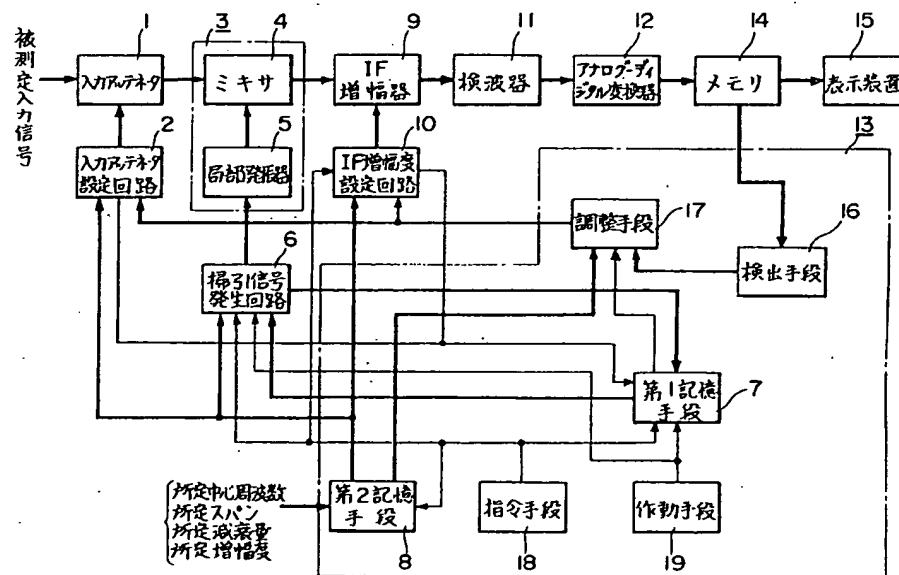 被測定入力信号
1
入力アッテネタ
2
入力アッテネタ
設定回路
3
4
ミキサ
5
局部発振器
6
掃引信号
発生回路
9
IF
増幅器
10
IF増幅度
設定回路
11
検波器
12
アナログーディ
ジタル変換器
14
メモリ
15
表示装置
13
17
調整手段
16
検出手段
第1記憶
手段
7
所定中心周波数
所定スパン
所定減衰量
所定増幅度
第2記憶
手段
8
指令手段
18
作動手段
19